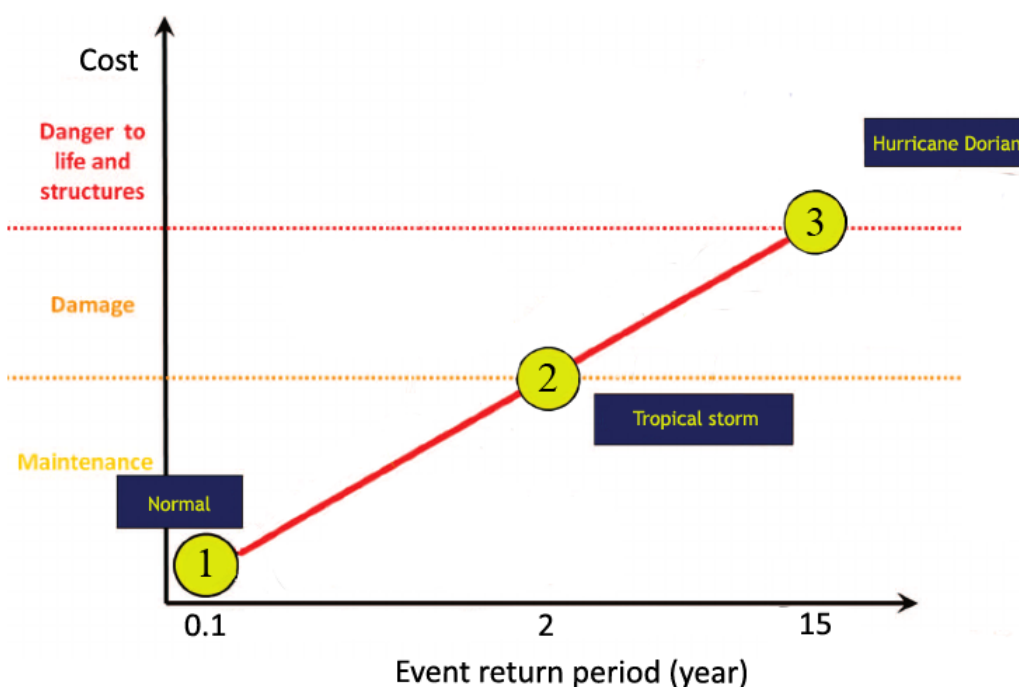 Cost
Danger to
life and
structures
Hurricane Dorian
3
Damage
2
Tropical storm
Maintenance
Normal
1
0.1
2
15
Event return period (year)